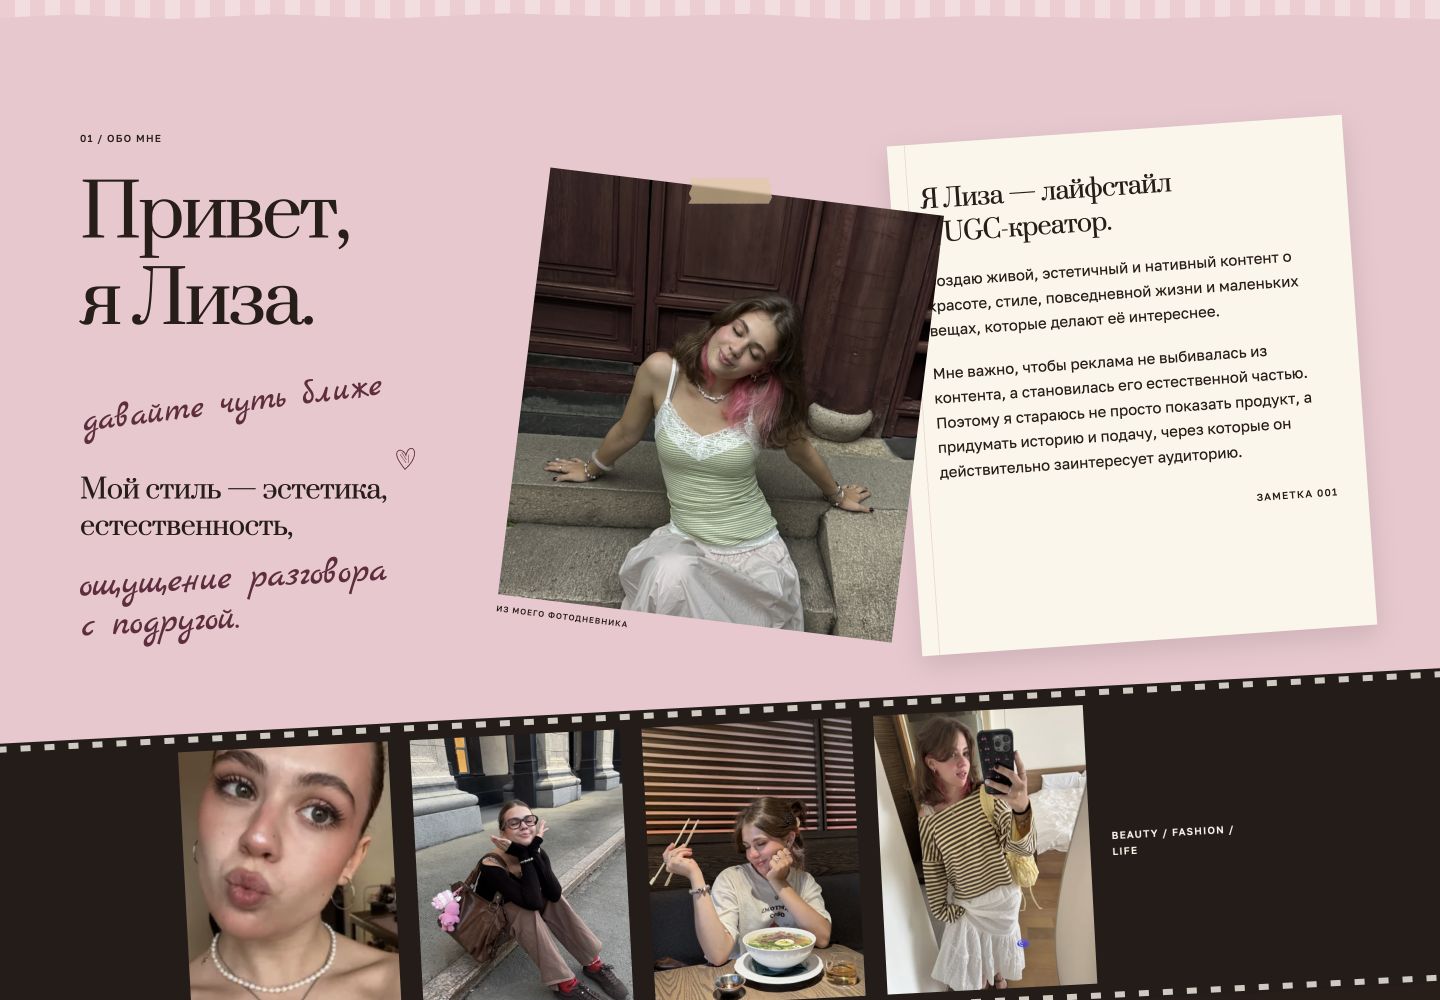 01 / ОБО МНЕ
Привет,
я Лиза.
давайте чуть ближе
Мой стиль — эстетика,
естественность,
ощущение разговора
с подругой.
ИЗ МОЕГО ФОТОДНЕВНИКА
Я Лиза — лайфстайл
UGC-креатор.
оздаю живой, эстетичный и нативный контент о
красоте, стиле, повседневной жизни и маленьких
вещах, которые делают её интереснее.
Мне важно, чтобы реклама не выбивалась из
контента, а становилась его естественной частью.
Поэтому я стараюсь не просто показать продукт, а
придумать историю и подачу, через которые он
действительно заинтересует аудиторию.
ЗАМЕТКА 001
BEAUTY / FASHION /
LIFE